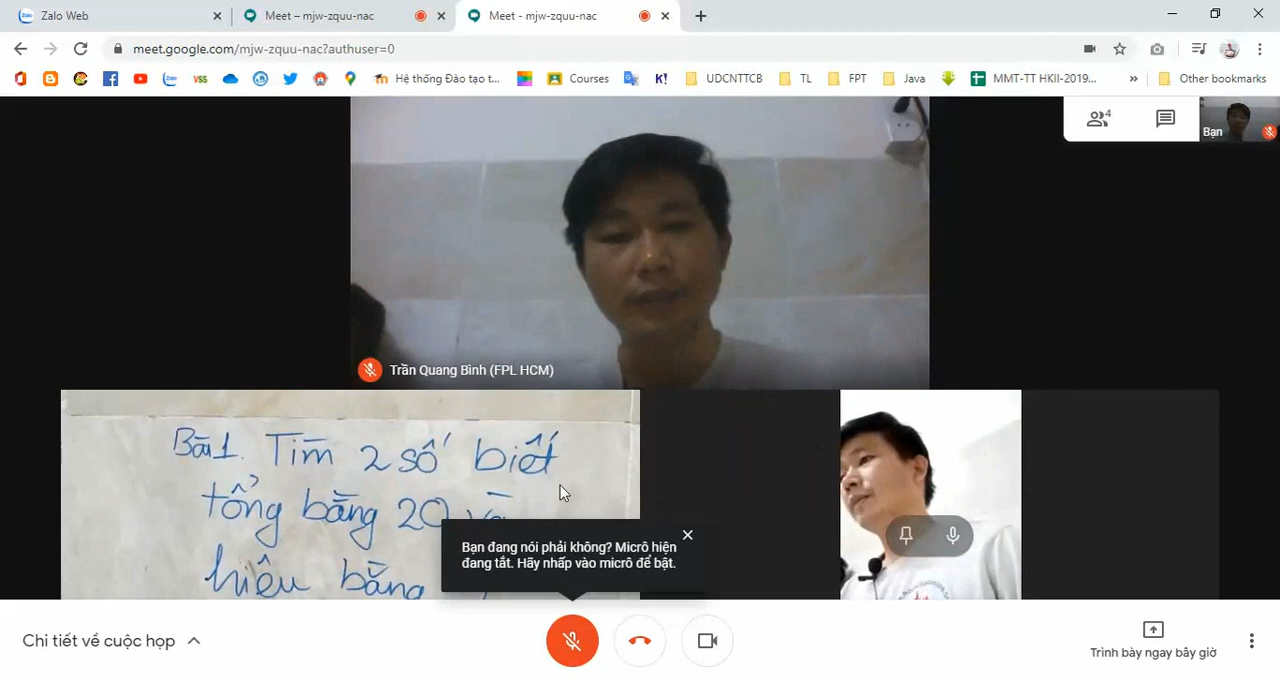 Zalo Web
Meet – mjw-zquu-nac
Meet - mjw-zquu-nac
meet.google.com/mjw-zquu-nac?authuser=0
VSS
Hệ thống Đào tạo t...
Courses
K!
UDCNTTCB
TL
FPT
Java
MMT-TT HKII-2019...
»
Other bookmarks
4
Bạn
Trần Quang Bình (FPL HCM)
Bài 1. Tìm 2 số biết
tổng bằng 20 và
hiệu bằng
Bạn đang nói phải không? Micrô hiện
đang tắt. Hãy nhấp vào micrô để bật.
Chi tiết về cuộc họp
Trình bày ngay bây giờ